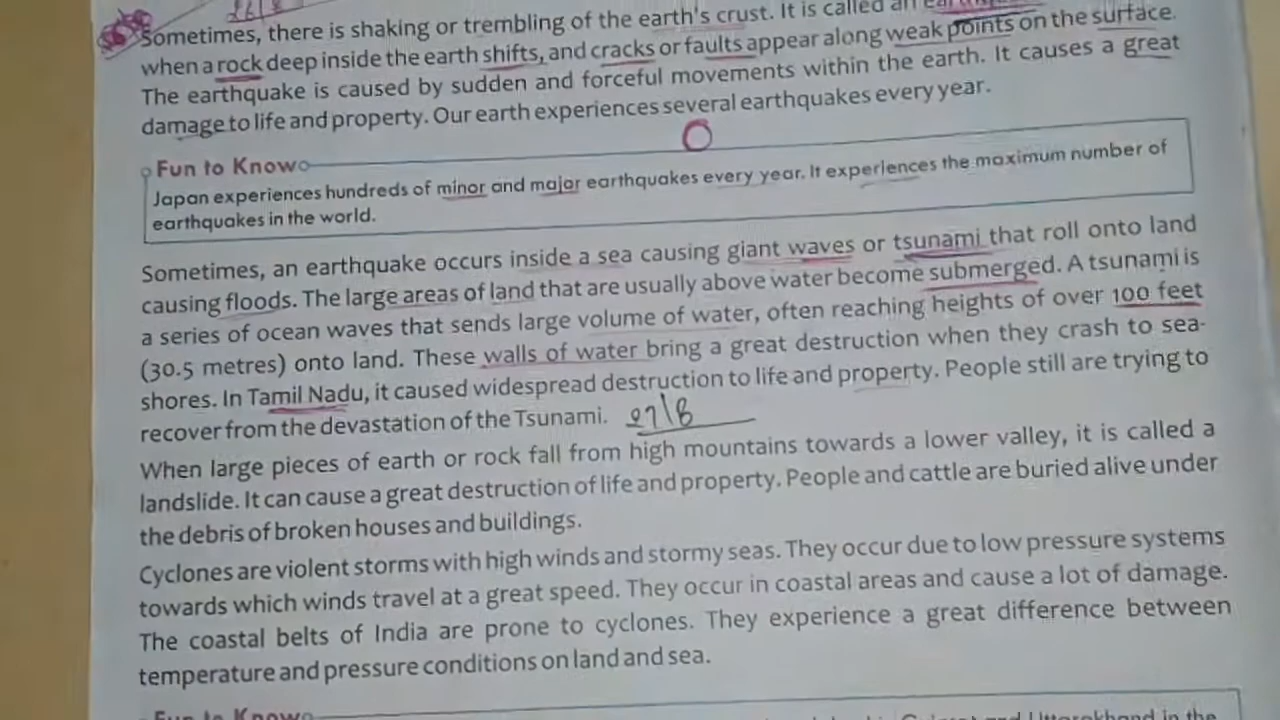 26/8
Sometimes, there is shaking or trembling of the earth's crust. It is called an
when a rock deep inside the earth shifts, and cracks or faults appear along weak points on the surface.
The earthquake is caused by sudden and forceful movements within the earth. It causes a great
damage to life and property. Our earth experiences several earthquakes every year.
Fun to Know
Japan experiences hundreds of minor and major earthquakes every year. It experiences the maximum number of
earthquakes in the world.
Sometimes, an earthquake occurs inside a sea causing giant waves or tsunami that roll onto land
causing floods. The large areas of land that are usually above water become submerged. A tsunami is
a series of ocean waves that sends large volume of water, often reaching heights of over 100 feet
(30.5 metres) onto land. These walls of water bring a great destruction when they crash to sea-
shores. In Tamil Nadu, it caused widespread destruction to life and property. People still are trying to
recover from the devastation of the Tsunami. 27/8
When large pieces of earth or rock fall from high mountains towards a lower valley, it is called a
landslide. It can cause a great destruction of life and property. People and cattle are buried alive under
the debris of broken houses and buildings.
Cyclones are violent storms with high winds and stormy seas. They occur due to low pressure systems
towards which winds travel at a great speed. They occur in coastal areas and cause a lot of damage.
The coastal belts of India are prone to cyclones. They experience a great difference between
temperature and pressure conditions on land and sea.
Fun to Know
Uttarakhand in the